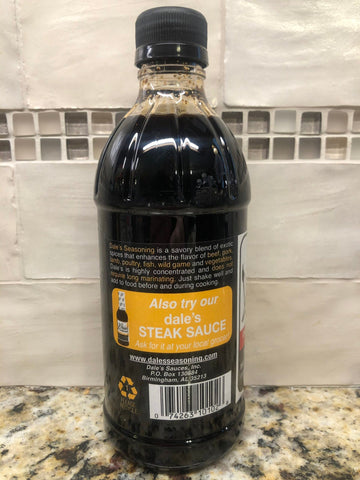 Dale's Seasoning is a savory blend of exotic
spices that enhances the flavor of beef, pork,
lamb, poultry, fish, wild game and vegetables.
Dale's is highly concentrated and does not
require long marinating. Just shake well and
add to food before and during cooking.
Also try our
dale's
STEAK SAUCE
Ask for it at your local grocer!
www.dalesseasoning.com
Dale's Sauces, Inc.
P.O. Box 130684
Birmingham, AL 35213
0 74263 10102